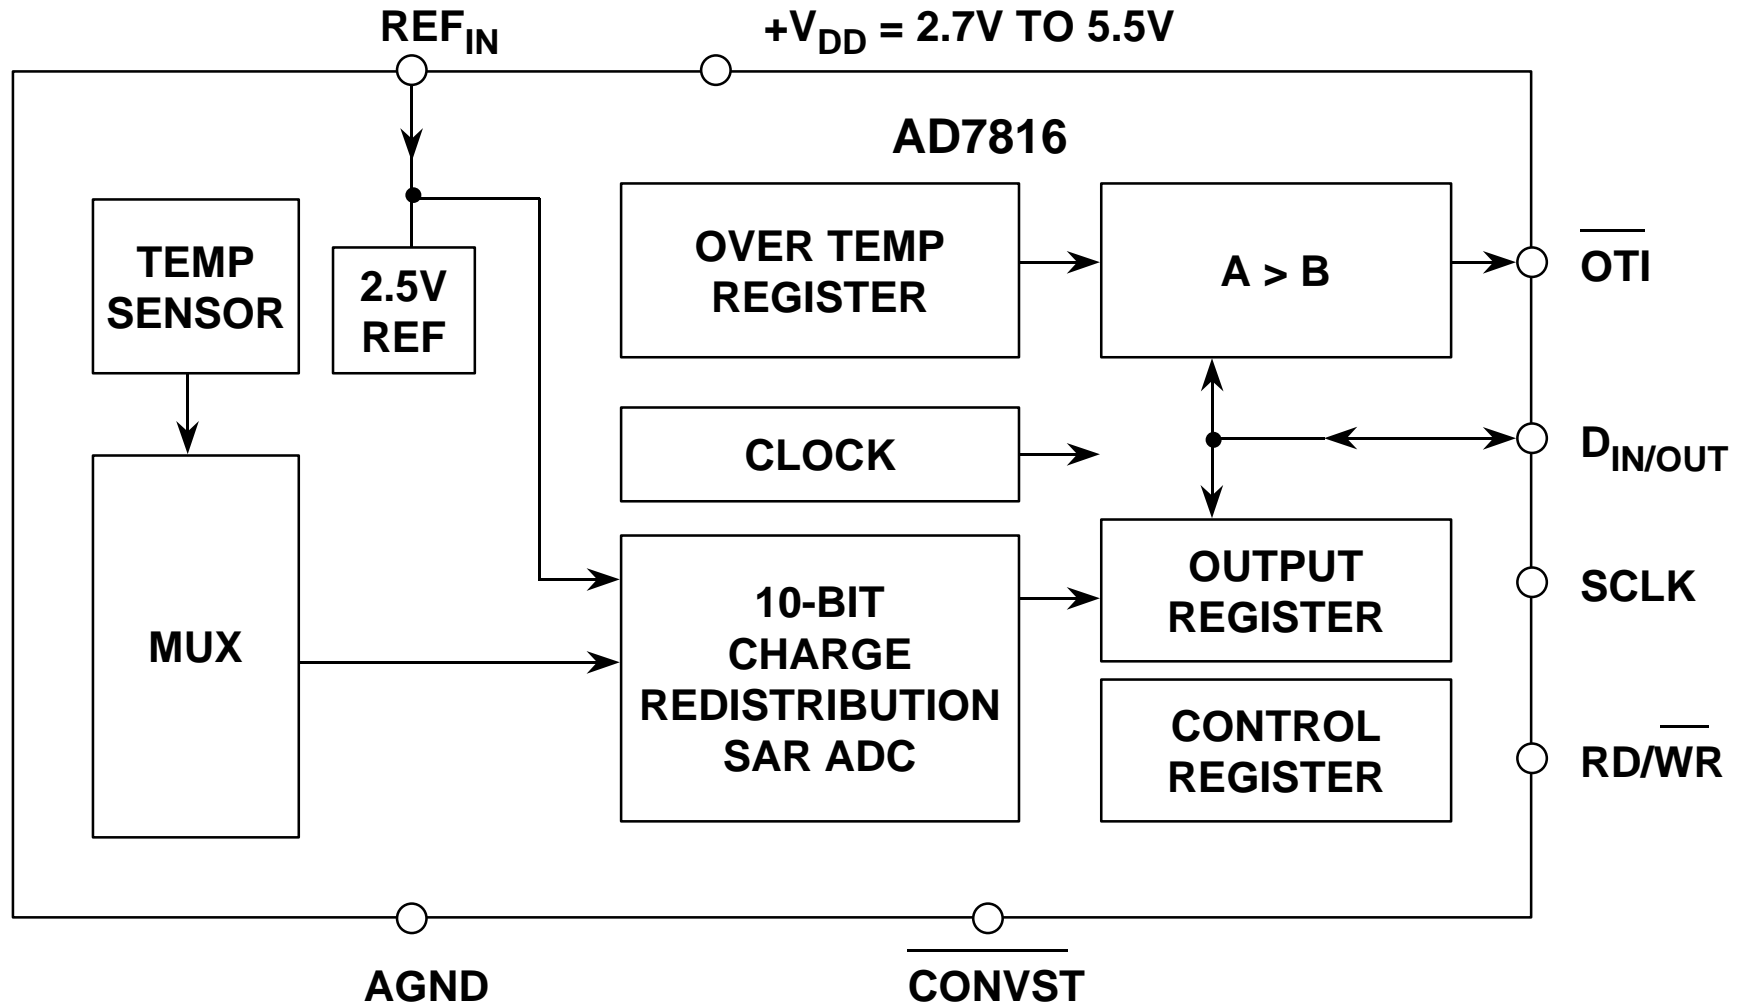 REFIN
+VDD = 2.7V TO 5.5V
AD7816
TEMP
SENSOR
2.5V
REF
OVER TEMP
REGISTER
A > B
OTI
CLOCK
DIN/OUT
MUX
10-BIT
CHARGE
REDISTRIBUTION
SAR ADC
OUTPUT
REGISTER
SCLK
CONTROL
REGISTER
RD/WR
AGND
CONVST